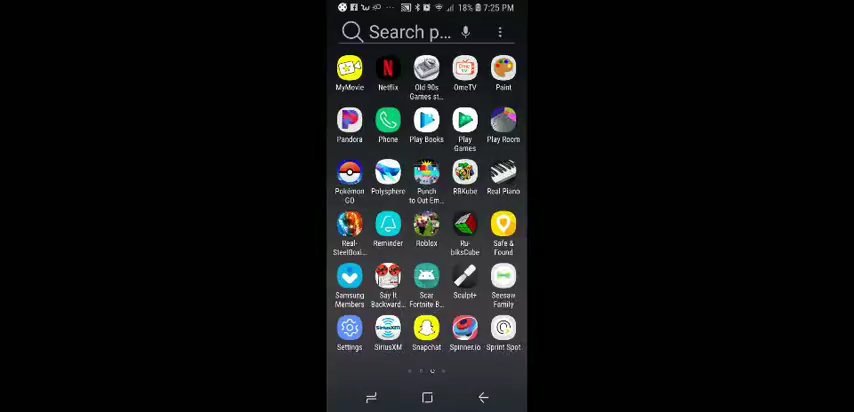 18% 7:25 PM
Search p...
MyMovie Netflix Old 90s OmeTV Paint
Games st...
Pandora Phone Play Books Play Play Room
Games
Pokémon Polysphere Punch RBKube Real Piano
GO to Out Em...
Real- Reminder Roblox Ru- Safe &
SteelBoxi... biksCube Found
Samsung Say It Scar Sculpt+ Seesaw
Members Backward... Fortnite B... Family
Settings SiriusXM Snapchat Spinner.io Sprint Spot